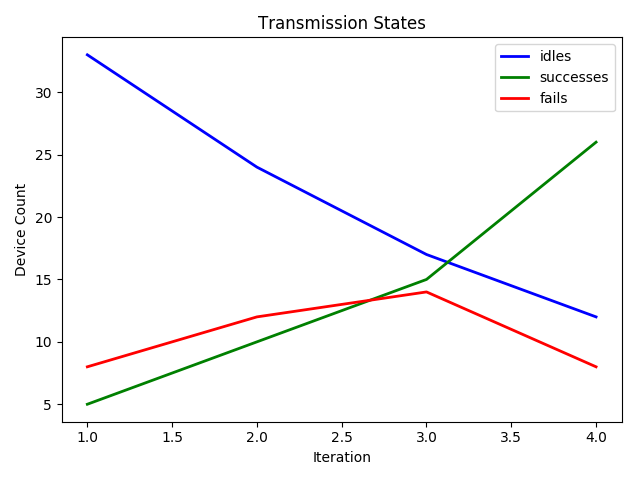 Transmission States
idles
successes
fails
30
25
20
15
10
5
Device Count
1.0 1.5 2.0 2.5 3.0 3.5 4.0
Iteration